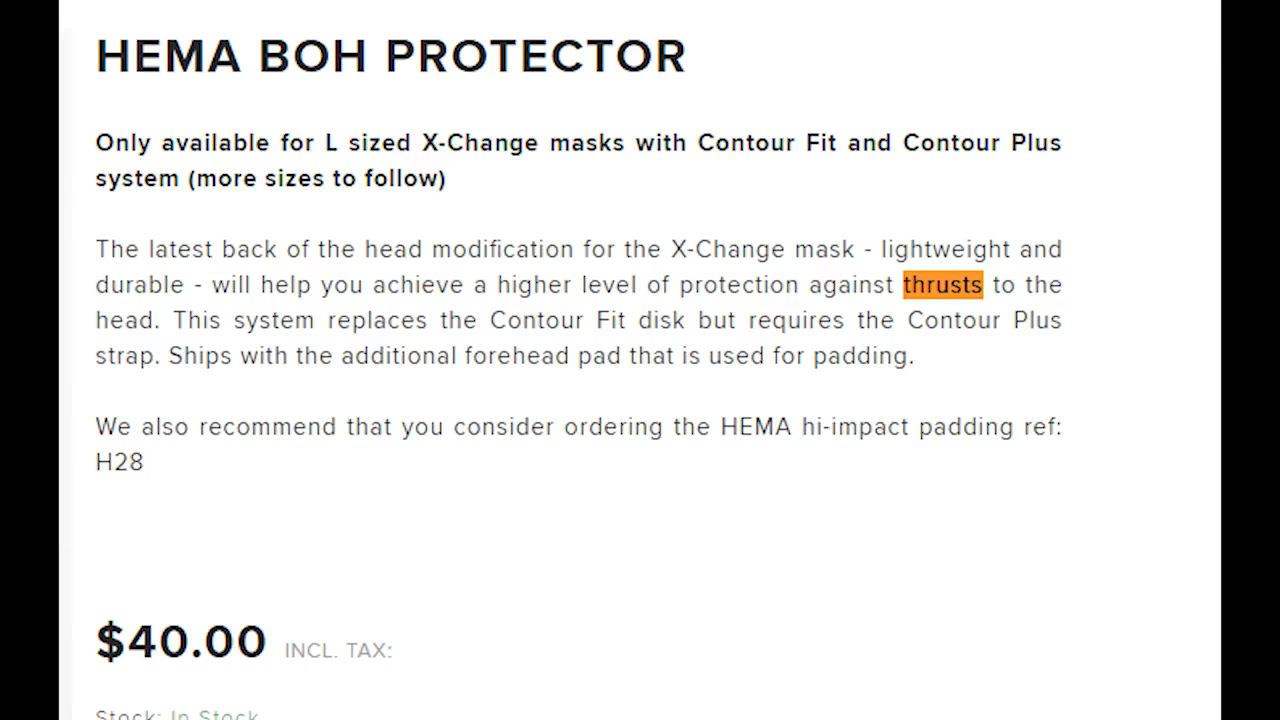 HEMA BOH PROTECTOR
Only available for L sized X-Change masks with Contour Fit and Contour Plus
system (more sizes to follow)
The latest back of the head modification for the X-Change mask - lightweight and
durable - will help you achieve a higher level of protection against thrusts to the
head. This system replaces the Contour Fit disk but requires the Contour Plus
strap. Ships with the additional forehead pad that is used for padding.
We also recommend that you consider ordering the HEMA hi-impact padding ref:
H28
$40.00 INCL. TAX:
Stock: In Stock